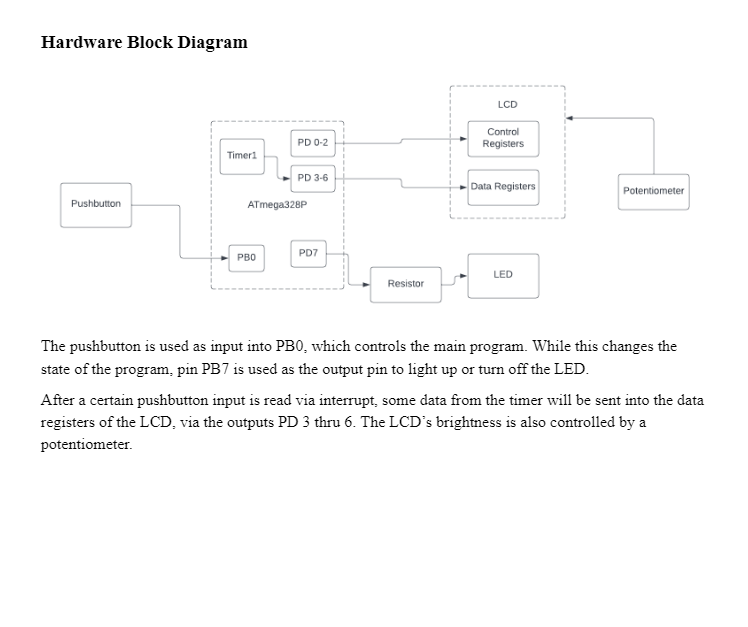 Hardware Block Diagram
LCD
Control
Registers
PD 0-2
Timer1
PD 3-6
Data Registers
Potentiometer
Pushbutton
ATmega328P
PB0
PD7
LED
Resistor
The pushbutton is used as input into PB0, which controls the main program. While this changes the
state of the program, pin PB7 is used as the output pin to light up or turn off the LED.
After a certain pushbutton input is read via interrupt, some data from the timer will be sent into the data
registers of the LCD, via the outputs PD 3 thru 6. The LCD’s brightness is also controlled by a
potentiometer.